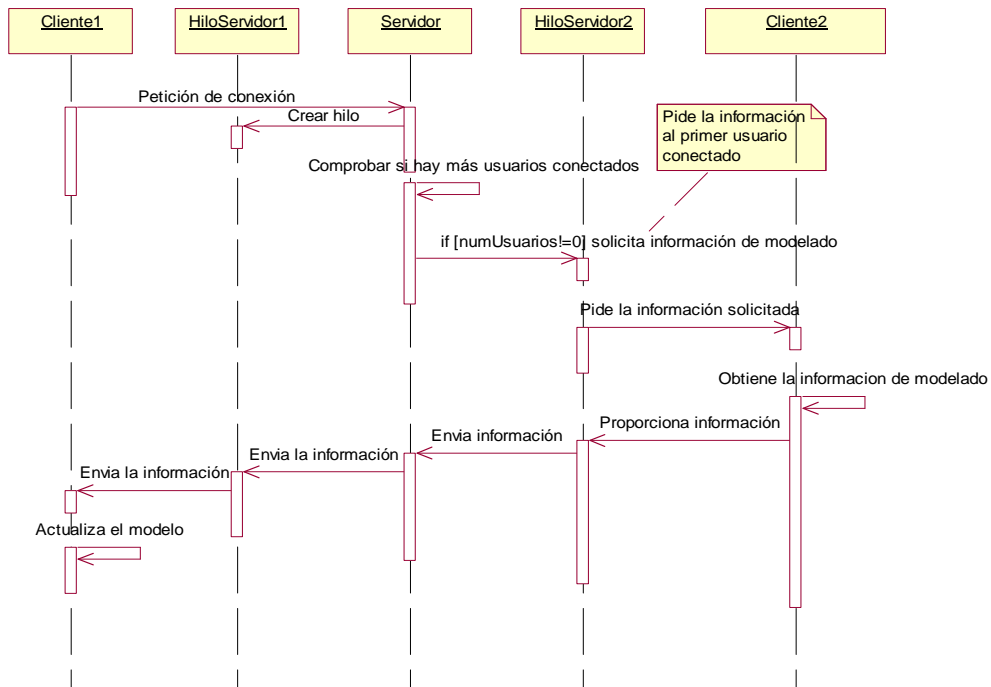 Cliente1
HiloServidor1
Servidor
HiloServidor2
Cliente2
Petición de conexión
Crear hilo
Pide la información
al primer usuario
conectado
Comprobar si hay más usuarios conectados
if [numUsuarios!=0] solicita información de modelado
Pide la información solicitada
Obtiene la informacion de modelado
Proporciona información
Envia información
Envia la información
Envia la información
Actualiza el modelo